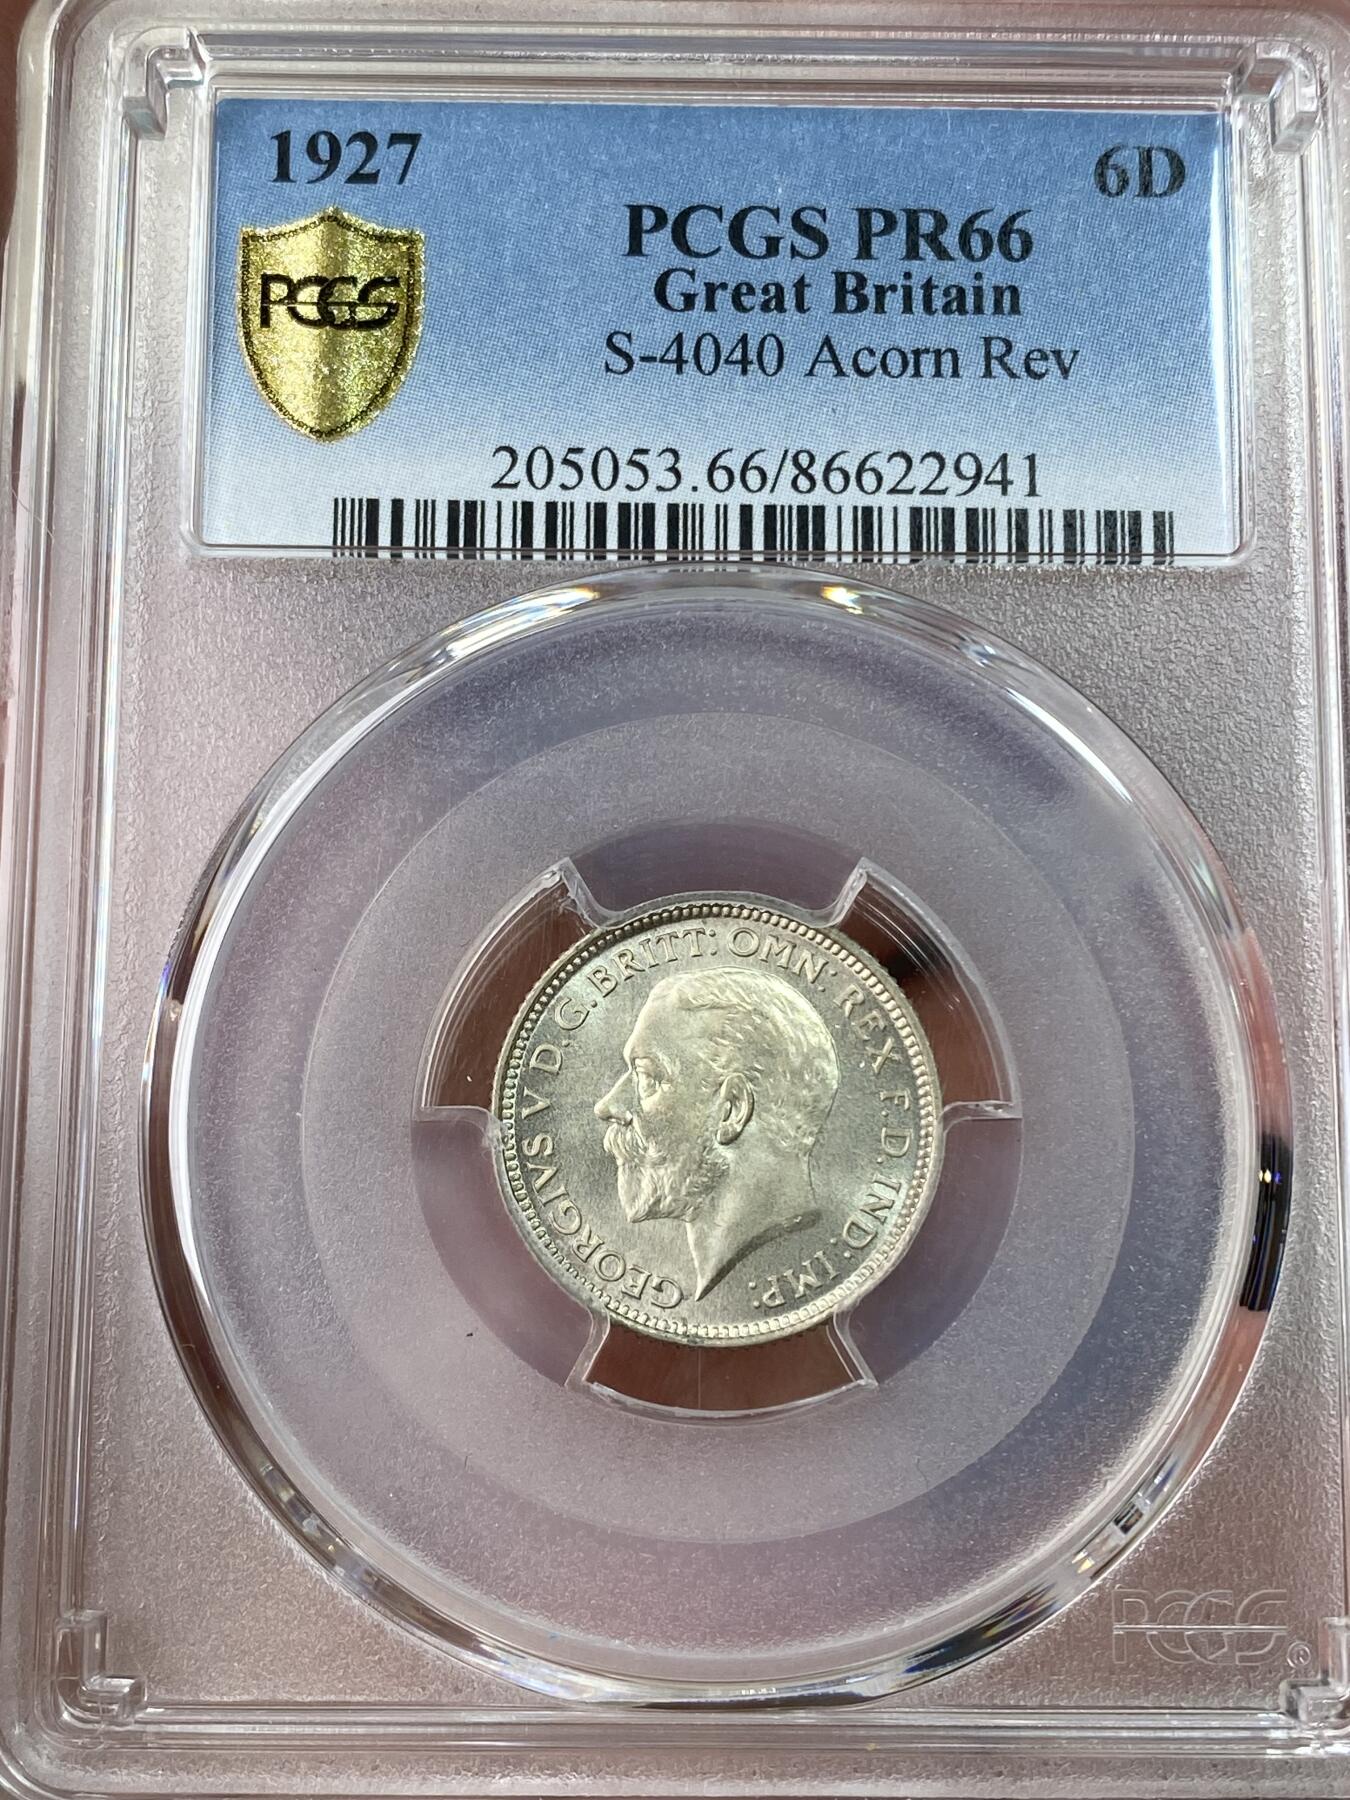 1927
6D
PCGS PR66
Great Britain
S-4040 Acorn Rev
PCGS
205053.66/86622941
GEORGIVS V D.G. BRITT: OMN: REX F.D. IND: IMP:
PCGS®